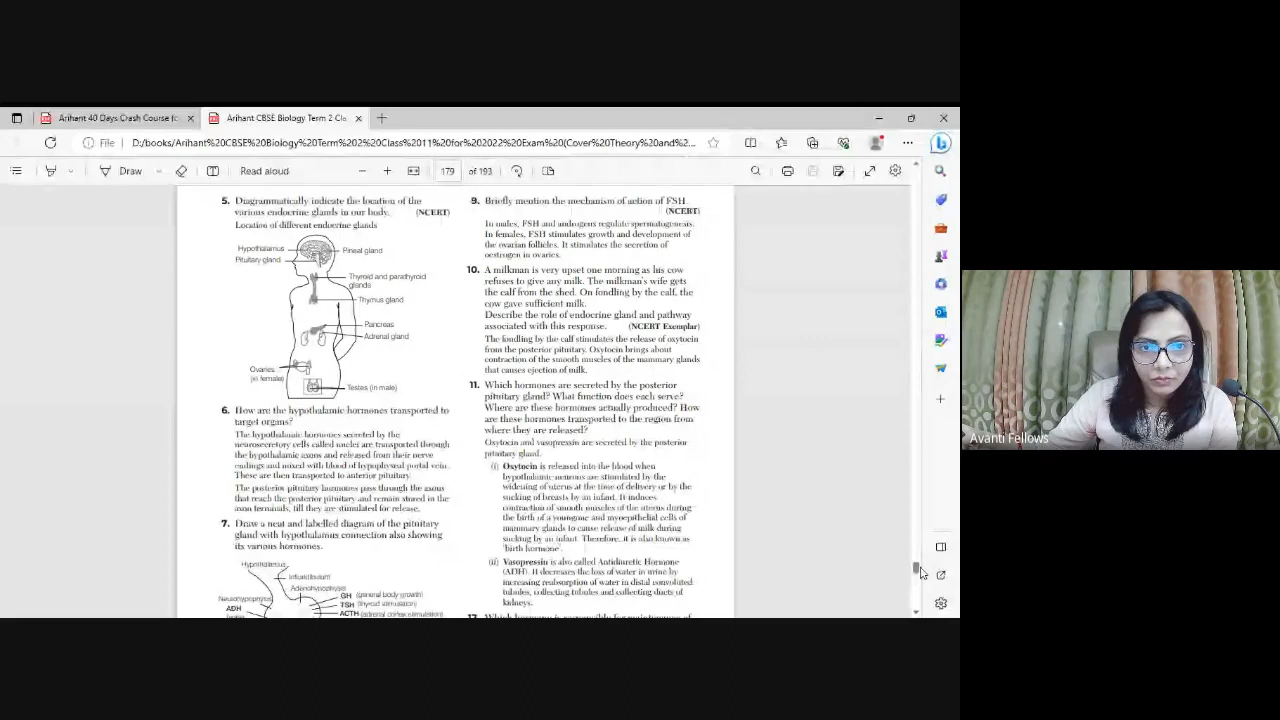 Arihant 40 Days Crash Course fo
Arihant CBSE Biology Term 2 Cla
File
D:/books/Arihant%20CBSE%20Biology%20Term%202%20Class%2011%20for%202022%20Exam%20(Cover%20Theory%20and%2...
Draw
Read aloud
179 of 193
5. Diagrammatically indicate the location of the
various endocrine glands in our body. (NCERT)
Location of different endocrine glands
Hypothalamus
Pineal gland
Pituitary gland
Thyroid and parathyroid
glands
Thymus gland
Pancreas
Adrenal gland
Ovaries
(in female)
Testes (in male)
6. How are the hypothalamic hormones transported to
target organs?
The hypothalamic hormones secreted by the
neurosecretory cells called nuclei are transported through
the hypothalamic axons and released from their nerve
endings and mixed with blood of hypophyseal portal vein.
These are then transported to anterior pituitary.
The posterior pituitary hormones pass through the axons
that reach the posterior pituitary and remain stored in the
axon terminals, till they are stimulated for release.
7. Draw a neat and labelled diagram of the pituitary
gland with hypothalamus connection also showing
its various hormones.
Hypothalamus
Infundibulum
Adenohypophysis
Neurohypophysis
GH (general body growth)
ADH
TSH (thyroid stimulation)
ACTH (adrenal cortex stimulation)
9. Briefly mention the mechanism of action of FSH.
(NCERT)
In males, FSH and androgens regulate spermatogenesis.
In females, FSH stimulates growth and development of
the ovarian follicles. It stimulates the secretion of
oestrogen in ovaries.
10. A milkman is very upset one morning as his cow
refuses to give any milk. The milkman's wife gets
the calf from the shed. On fondling by the calf, the
cow gave sufficient milk.
Describe the role of endocrine gland and pathway
associated with this response. (NCERT Exemplar)
The fondling by the calf stimulates the release of oxytocin
from the posterior pituitary. Oxytocin brings about
contraction of the smooth muscles of the mammary glands
that causes ejection of milk.
11. Which hormones are secreted by the posterior
pituitary gland? What function does each serve?
Where are these hormones actually produced? How
are these hormones transported to the region from
where they are released?
Oxytocin and vasopressin are secreted by the posterior
pituitary gland.
(i) Oxytocin is released into the blood when
hypothalamic neurons are stimulated by the
widening of uterus at the time of delivery or by the
sucking of breasts by an infant. It induces
contraction of smooth muscles of the uterus during
the birth of a youngone and myoepithelial cells of
mammary glands to cause release of milk during
sucking by an infant. Therefore, it is also known as
'birth hormone'.
(ii) Vasopressin is also called Antidiuretic Hormone
(ADH). It decreases the loss of water in urine by
increasing reabsorption of water in distal convoluted
tubules, collecting tubules and collecting ducts of
kidneys.
Avanti Fellows